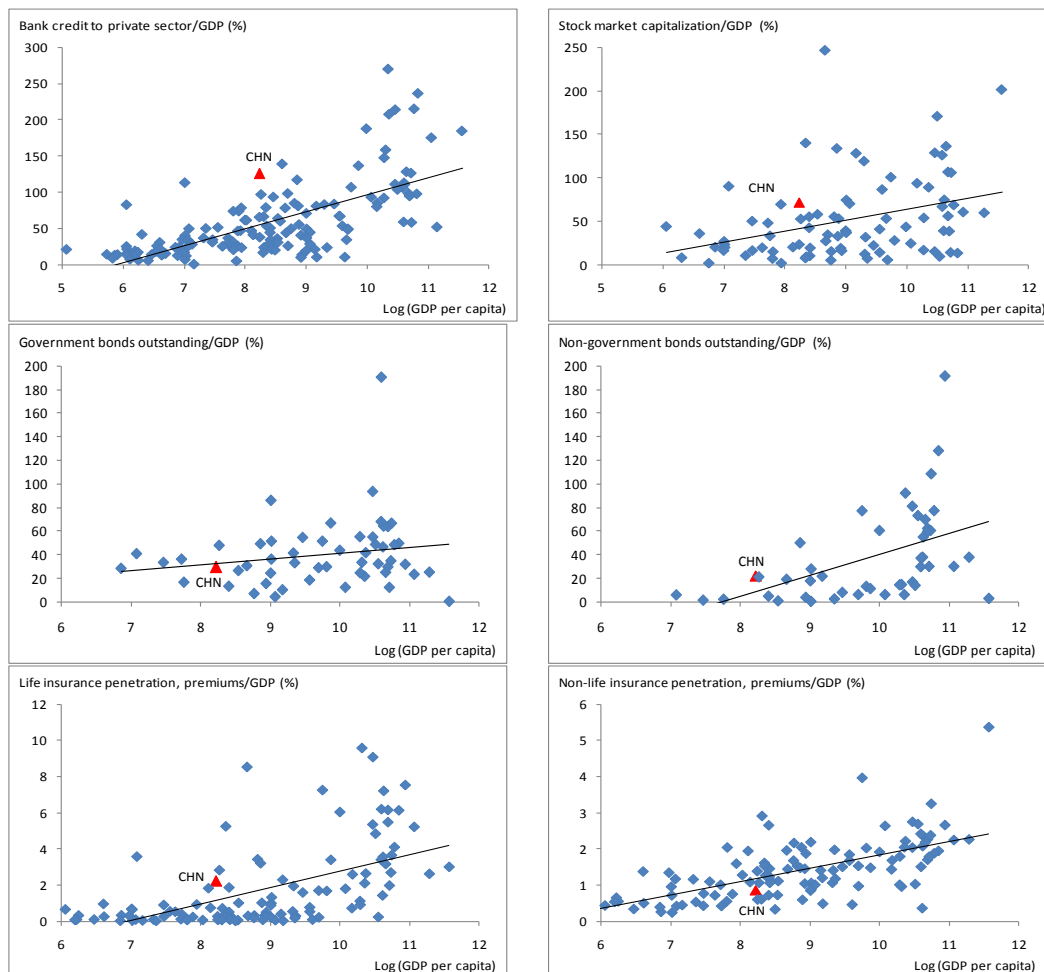 Bank credit to private sector/GDP (%)
300
250
200
150
100
50
0
CHN
5 6 7 8 9 10 11 12
Log (GDP per capita)
Stock market capitalization/GDP (%)
250
200
150
100
50
0
CHN
5 6 7 8 9 10 11 12
Log (GDP per capita)
Government bonds outstanding/GDP (%)
200
180
160
140
120
100
80
60
40
20
0
CHN
6 7 8 9 10 11 12
Log (GDP per capita)
Non-government bonds outstanding/GDP (%)
200
180
160
140
120
100
80
60
40
20
0
CHN
6 7 8 9 10 11 12
Log (GDP per capita)
Life insurance penetration, premiums/GDP (%)
12
10
8
6
4
2
0
CHN
6 7 8 9 10 11 12
Log (GDP per capita)
Non-life insurance penetration, premiums/GDP (%)
6
5
4
3
2
1
0
CHN
6 7 8 9 10 11 12
Log (GDP per capita)